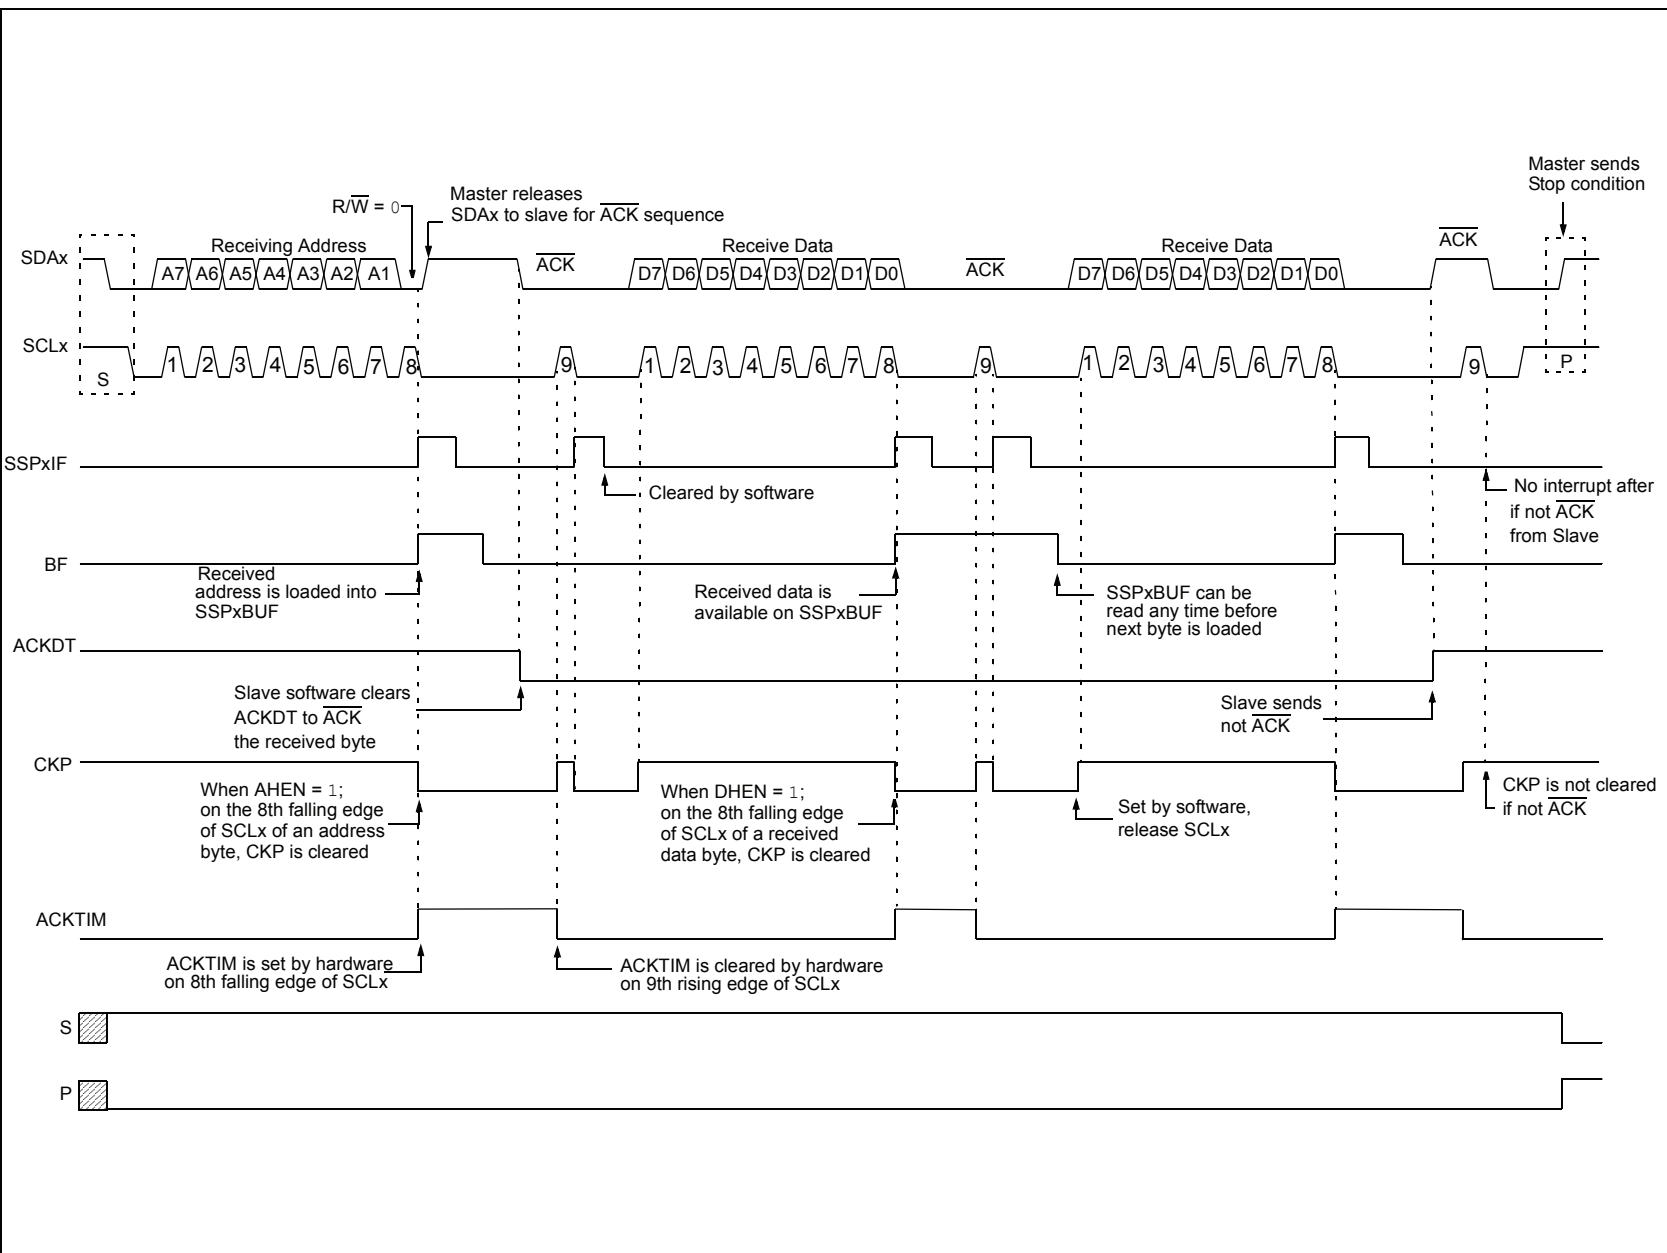 Master sends
Stop condition
Master releases
SDAx to slave for ACK sequence
R/W = 0
Receiving Address
ACK
Receive Data
ACK
Receive Data
ACK
SDAx
A7 A6 A5 A4 A3 A2 A1
D7 D6 D5 D4 D3 D2 D1 D0
D7 D6 D5 D4 D3 D2 D1 D0
SCLx
S
1 2 3 4 5 6 7 8 9
1 2 3 4 5 6 7 8 9
1 2 3 4 5 6 7 8 9
P
SSPxIF
Cleared by software
No interrupt after
if not ACK
from Slave
BF
Received
address is loaded into
SSPxBUF
Received data is
available on SSPxBUF
SSPxBUF can be
read any time before
next byte is loaded
ACKDT
Slave software clears
ACKDT to ACK
the received byte
Slave sends
not ACK
CKP
When AHEN = 1;
on the 8th falling edge
of SCLx of an address
byte, CKP is cleared
When DHEN = 1;
on the 8th falling edge
of SCLx of a received
data byte, CKP is cleared
Set by software,
release SCLx
CKP is not cleared
if not ACK
ACKTIM
ACKTIM is set by hardware
on 8th falling edge of SCLx
ACKTIM is cleared by hardware
on 9th rising edge of SCLx
S
P